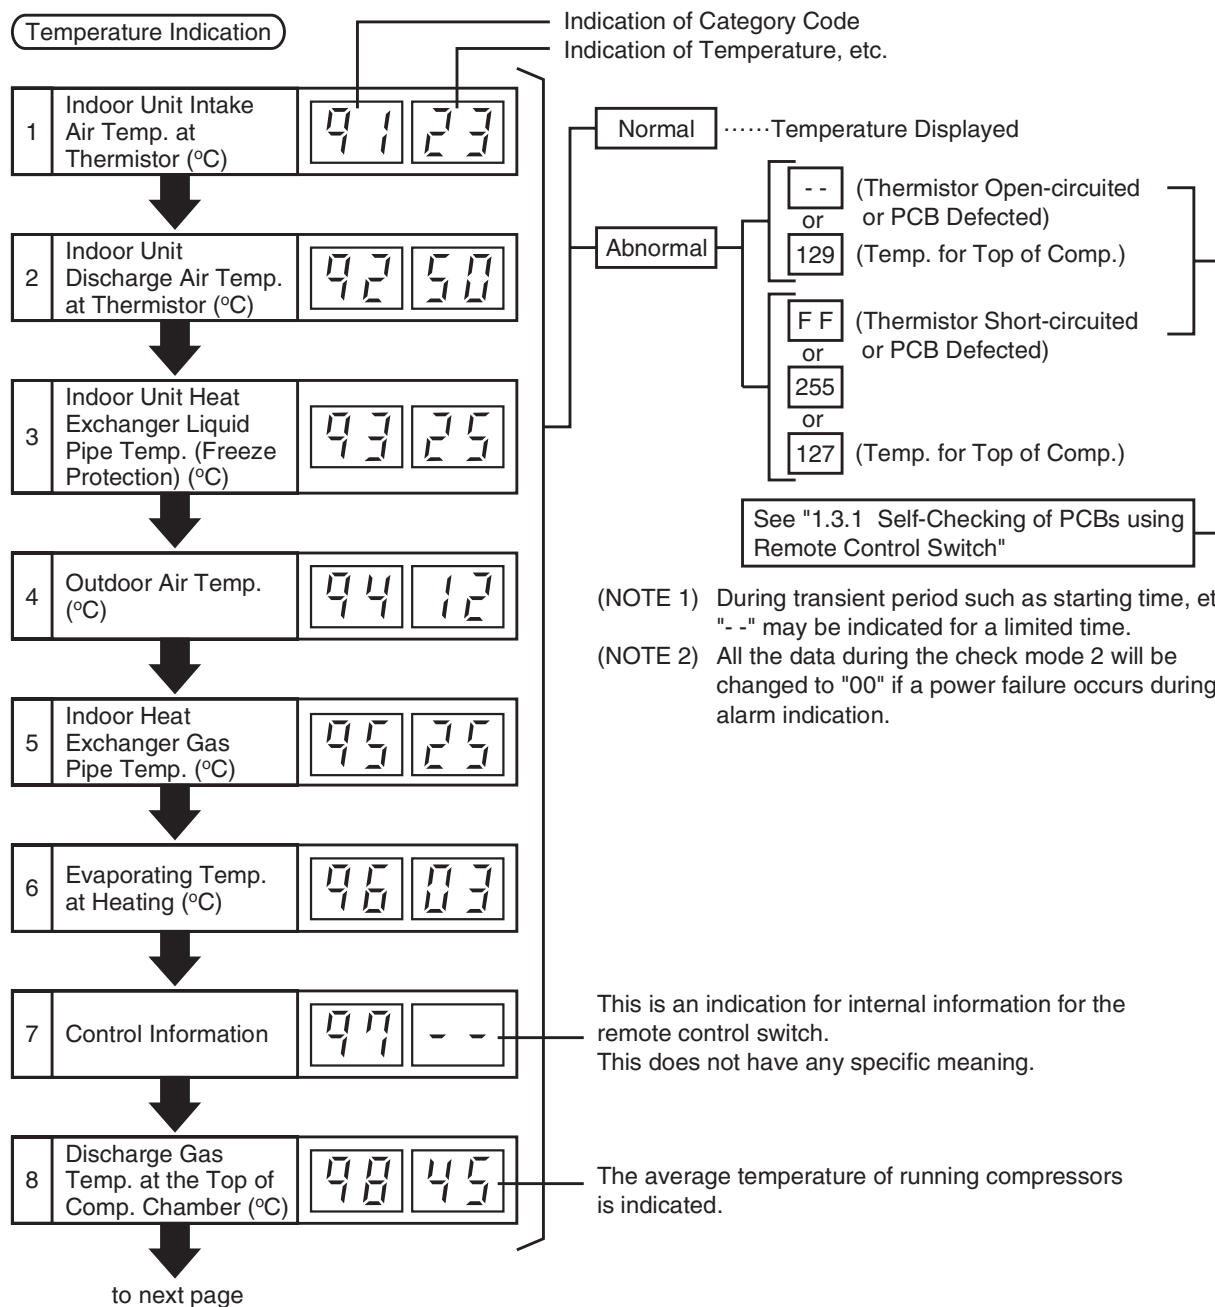 Temperature Indication
Indication of Category Code
Indication of Temperature, etc.
1
Indoor Unit Intake
Air Temp. at
Thermistor (ºC)
91 23
2
Indoor Unit
Discharge Air Temp.
at Thermistor (ºC)
92 50
3
Indoor Unit Heat
Exchanger Liquid
Pipe Temp. (Freeze
Protection) (ºC)
93 25
4
Outdoor Air Temp.
(ºC)
94 12
5
Indoor Heat
Exchanger Gas
Pipe Temp. (ºC)
95 25
6
Evaporating Temp.
at Heating (ºC)
96 03
7
Control Information
97 - -
8
Discharge Gas
Temp. at the Top of
Comp. Chamber (ºC)
98 45
to next page
Normal ······Temperature Displayed
Abnormal
- - (Thermistor Open-circuited
or PCB Defected)
or
129 (Temp. for Top of Comp.)
F F (Thermistor Short-circuited
or PCB Defected)
or
255
or
127 (Temp. for Top of Comp.)
See "1.3.1 Self-Checking of PCBs using
Remote Control Switch"
(NOTE 1) During transient period such as starting time, et
"- -" may be indicated for a limited time.
(NOTE 2) All the data during the check mode 2 will be
changed to "00" if a power failure occurs during
alarm indication.
This is an indication for internal information for the
remote control switch.
This does not have any specific meaning.
The average temperature of running compressors
is indicated.